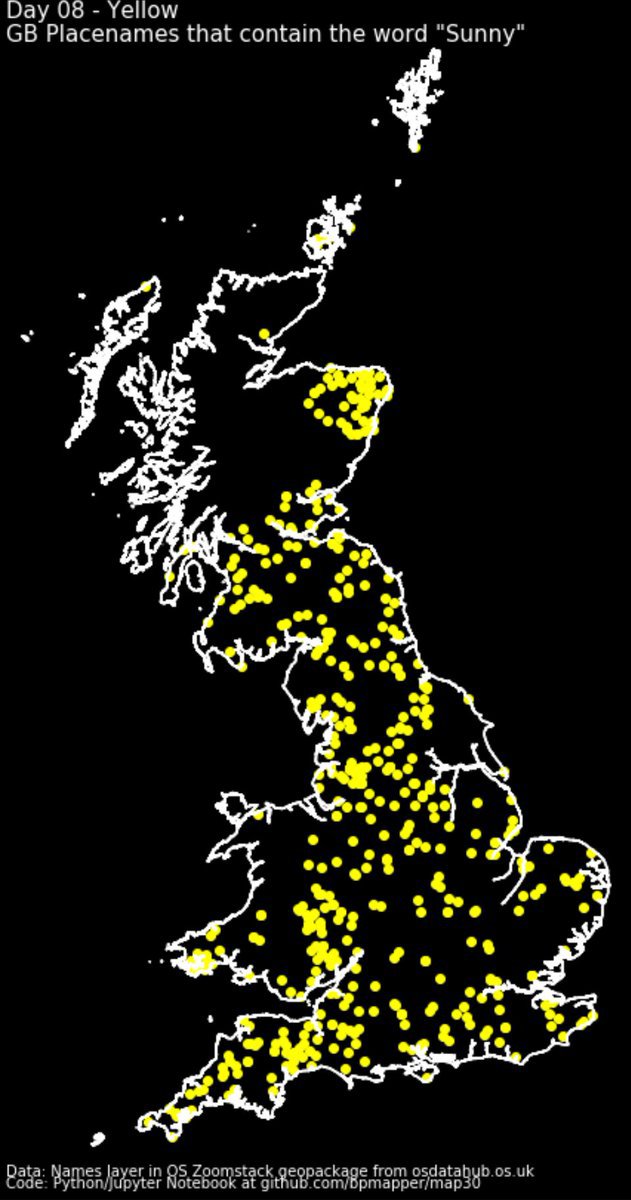 Day 08 - Yellow
GB Placenames that contain the word "Sunny"
Data: Names layer in OS Zoomstack geopackage from osdatahub.os.uk
Code: Python/Jupyter Notebook at github.com/bpmapper/map30